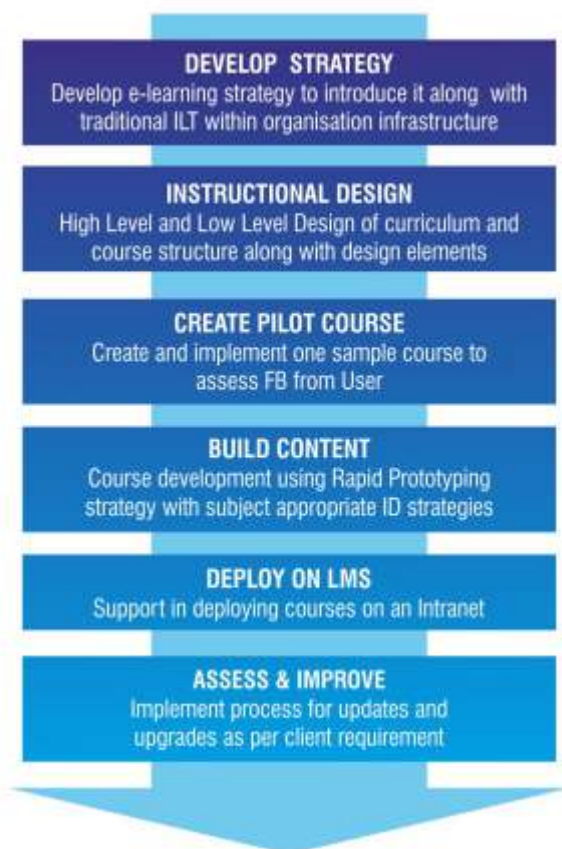 DEVELOP STRATEGY
Develop e-learning strategy to introduce it along with
traditional ILT within organisation infrastructure
INSTRUCTIONAL DESIGN
High Level and Low Level Design of curriculum and
course structure along with design elements
CREATE PILOT COURSE
Create and implement one sample course to
assess FB from User
BUILD CONTENT
Course development using Rapid Prototyping
strategy with subject appropriate ID strategies
DEPLOY ON LMS
Support in deploying courses on an Intranet
ASSESS & IMPROVE
Implement process for updates and
upgrades as per client requirement